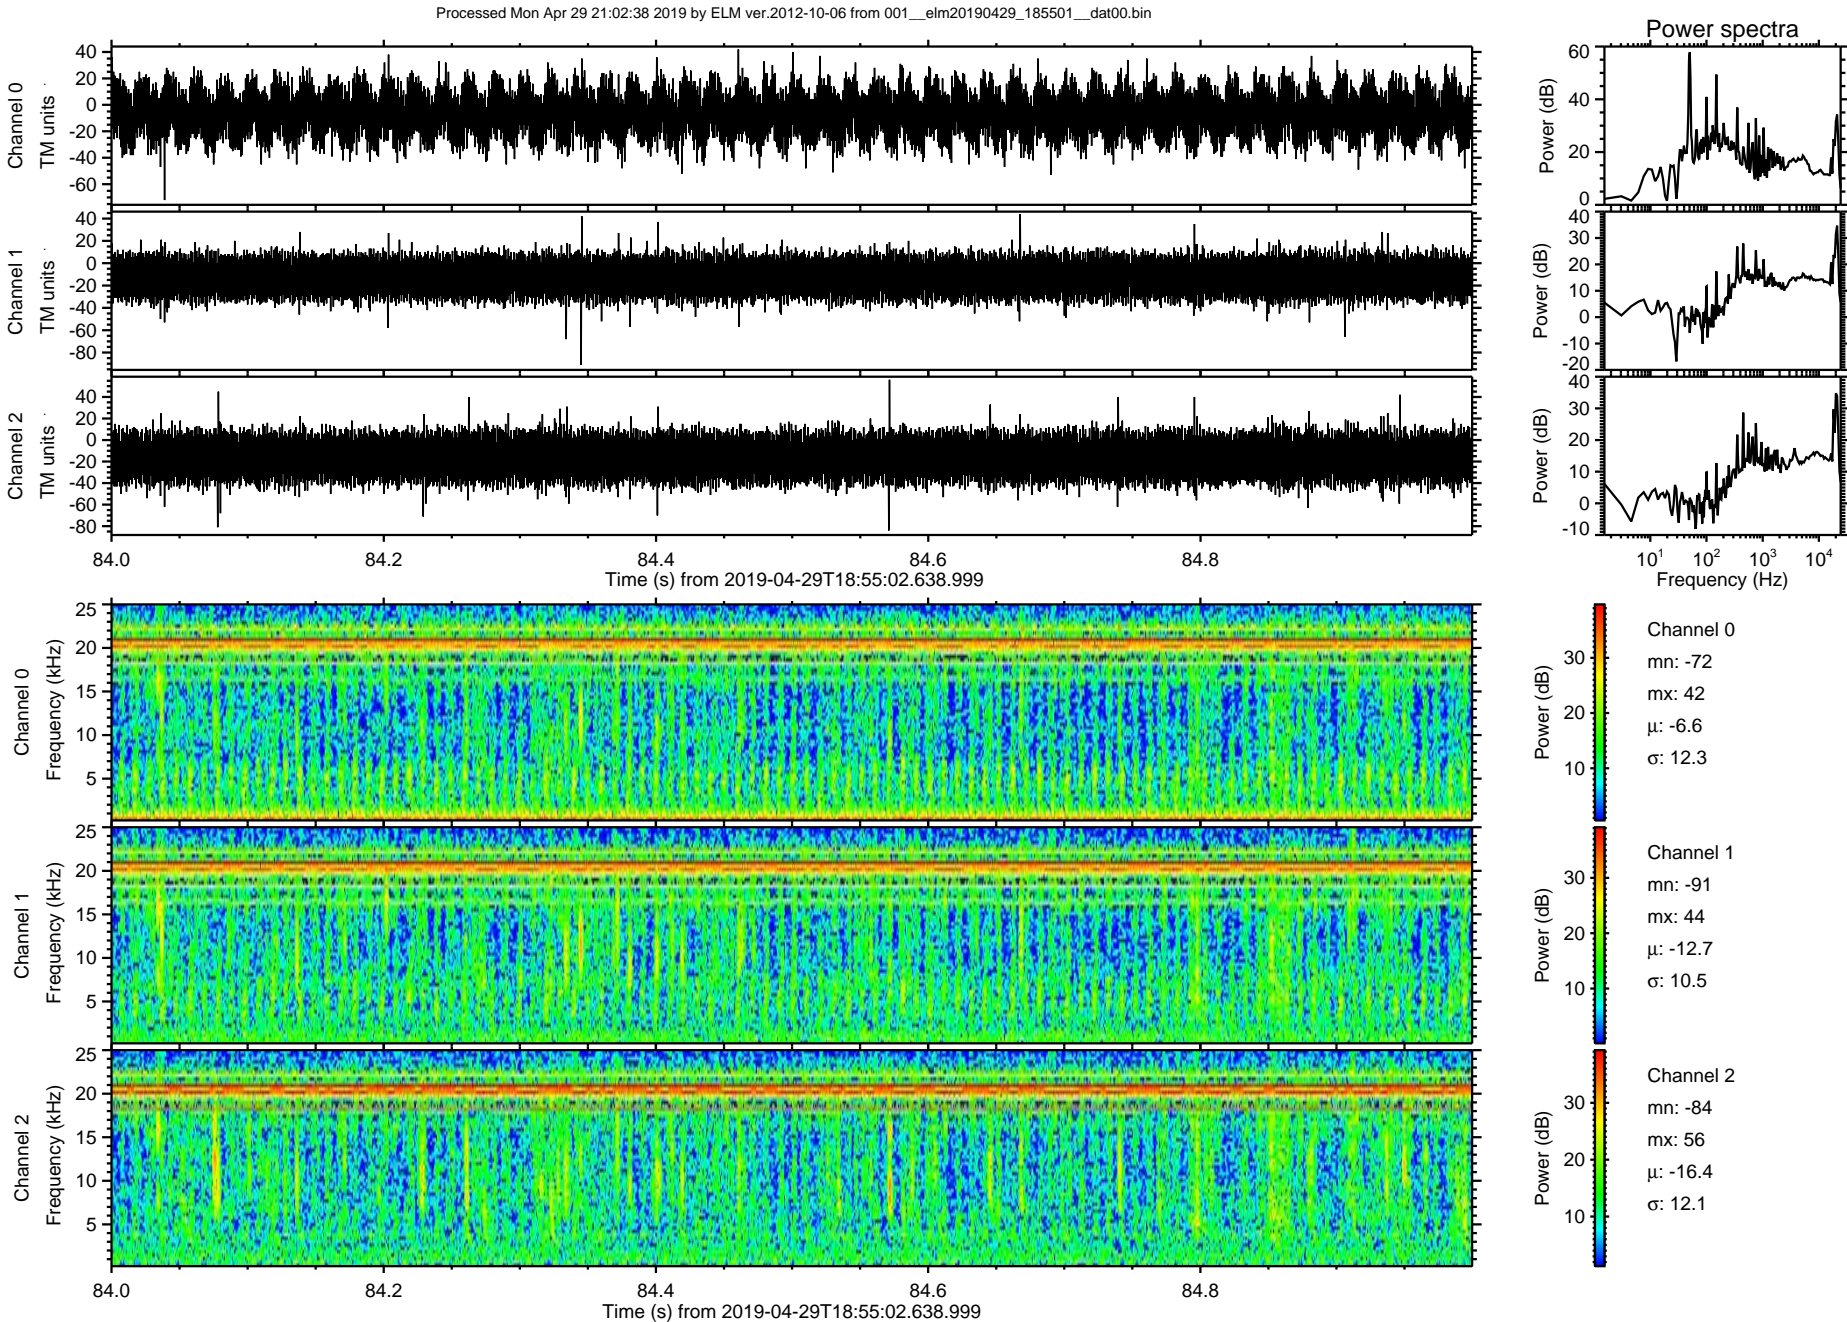 Processed Mon Apr 29 21:02:38 2019 by ELM ver.2012-10-06 from 001__elm20190429_185501__dat00.bin
Power spectra
Channel 0
TM units
40
20
0
-20
-40
-60
Power (dB)
60
40
20
0
Channel 1
TM units
40
20
0
-20
-40
-60
-80
Power (dB)
40
30
20
10
0
-10
-20
Channel 2
TM units
40
20
0
-20
-40
-60
-80
Power (dB)
40
30
20
10
0
-10
84.0 84.2 84.4 84.6 84.8
Time (s) from 2019-04-29T18:55:02.638.999
10^1 10^2 10^3 10^4
Frequency (Hz)
Channel 0
Frequency (kHz)
25
20
15
10
5
Power (dB)
30
20
10
Channel 0
mn: -72
mx: 42
μ: -6.6
σ: 12.3
Channel 1
Frequency (kHz)
25
20
15
10
5
Power (dB)
30
20
10
Channel 1
mn: -91
mx: 44
μ: -12.7
σ: 10.5
Channel 2
Frequency (kHz)
25
20
15
10
5
Power (dB)
30
20
10
Channel 2
mn: -84
mx: 56
μ: -16.4
σ: 12.1
84.0 84.2 84.4 84.6 84.8
Time (s) from 2019-04-29T18:55:02.638.999